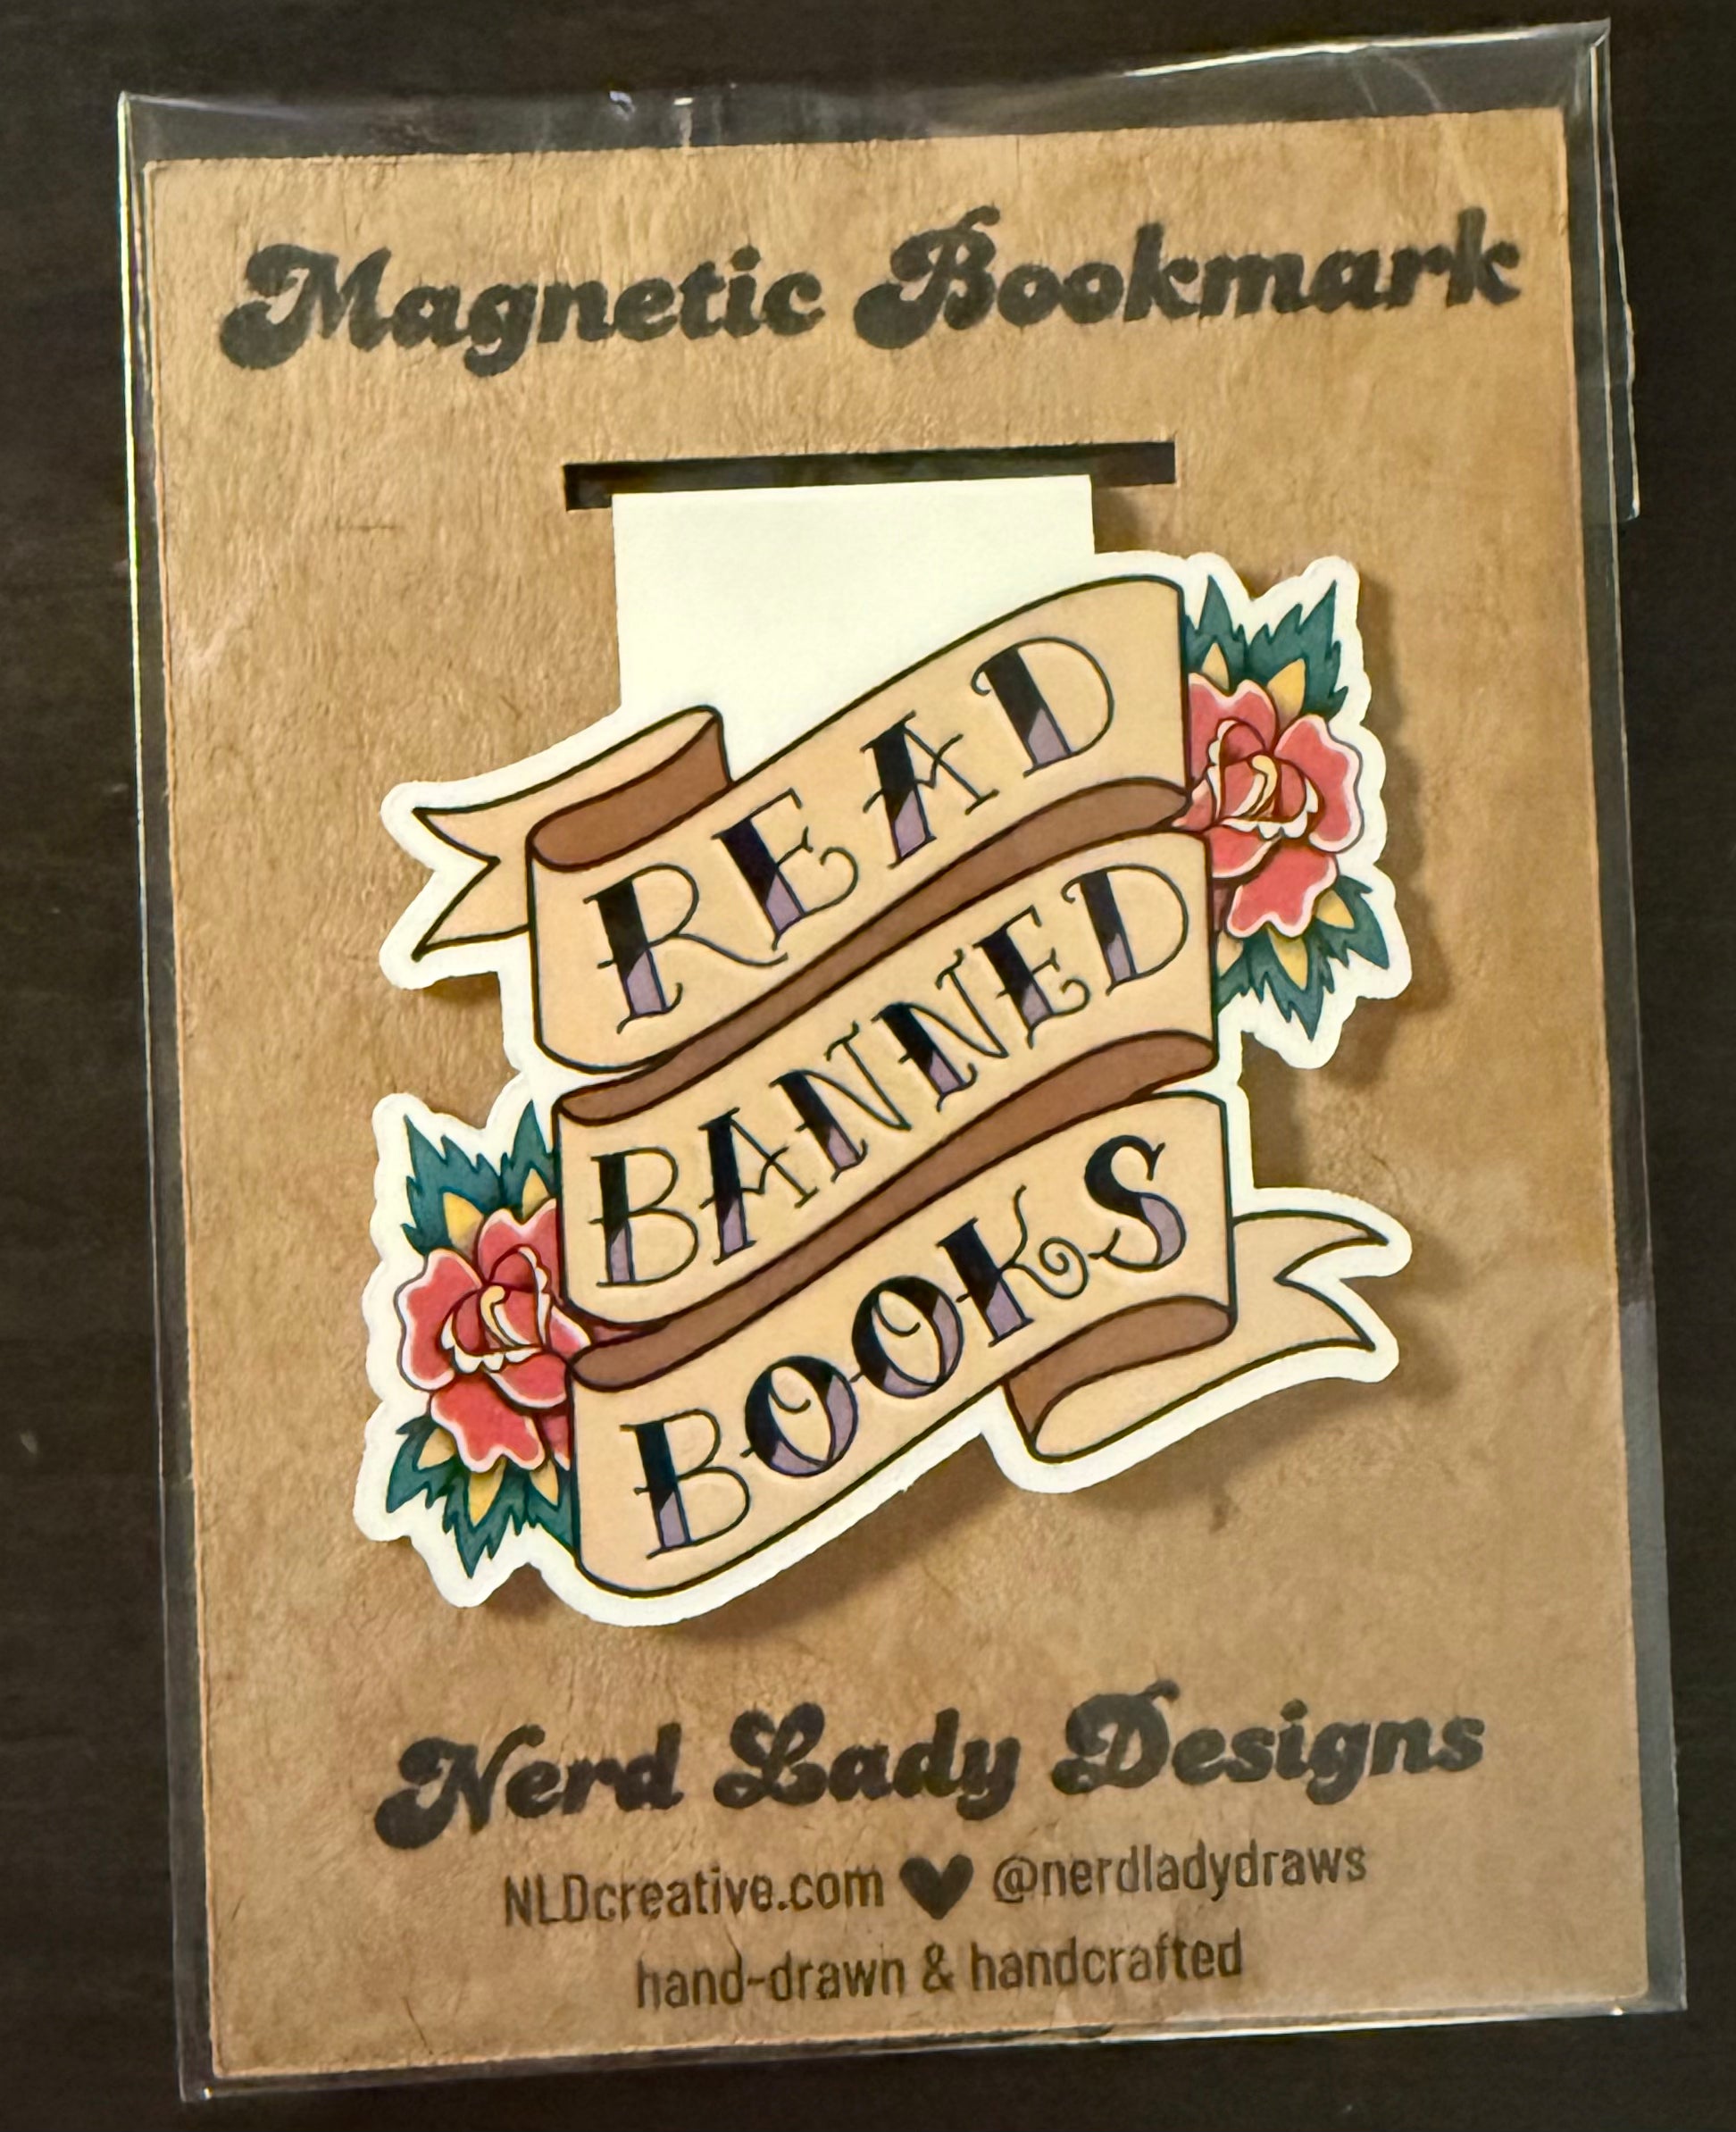 Magnetic Bookmark
READ
BANNED
BOOKS
Nerd Lady Designs
NLDcreative.com ♥ @nerdladydraws
hand-drawn & handcrafted